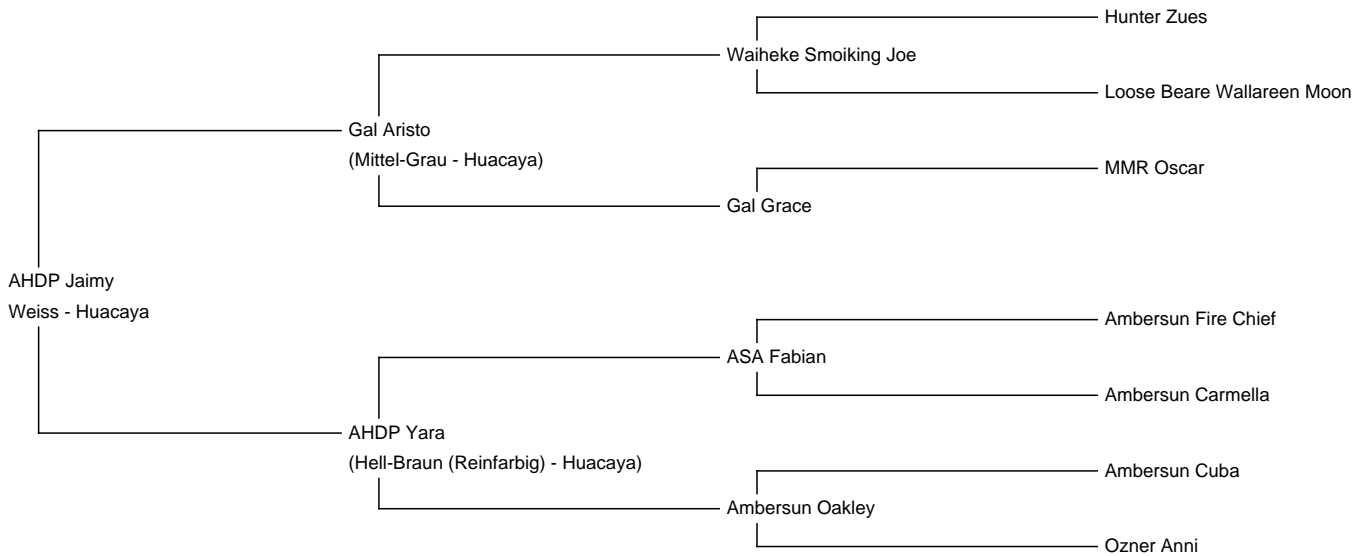 Hunter Zues
Waiheke Smoiking Joe
Loose Beare Wallareen Moon
Gal Aristo
(Mittel-Grau - Huacaya)
MMR Oscar
Gal Grace
AHDP Jaimy
Weiss - Huacaya
Ambersun Fire Chief
ASA Fabian
Ambersun Carmella
AHDP Yara
(Hell-Braun (Reinfarbig) - Huacaya)
Ambersun Cuba
Ambersun Oakley
Ozner Anni